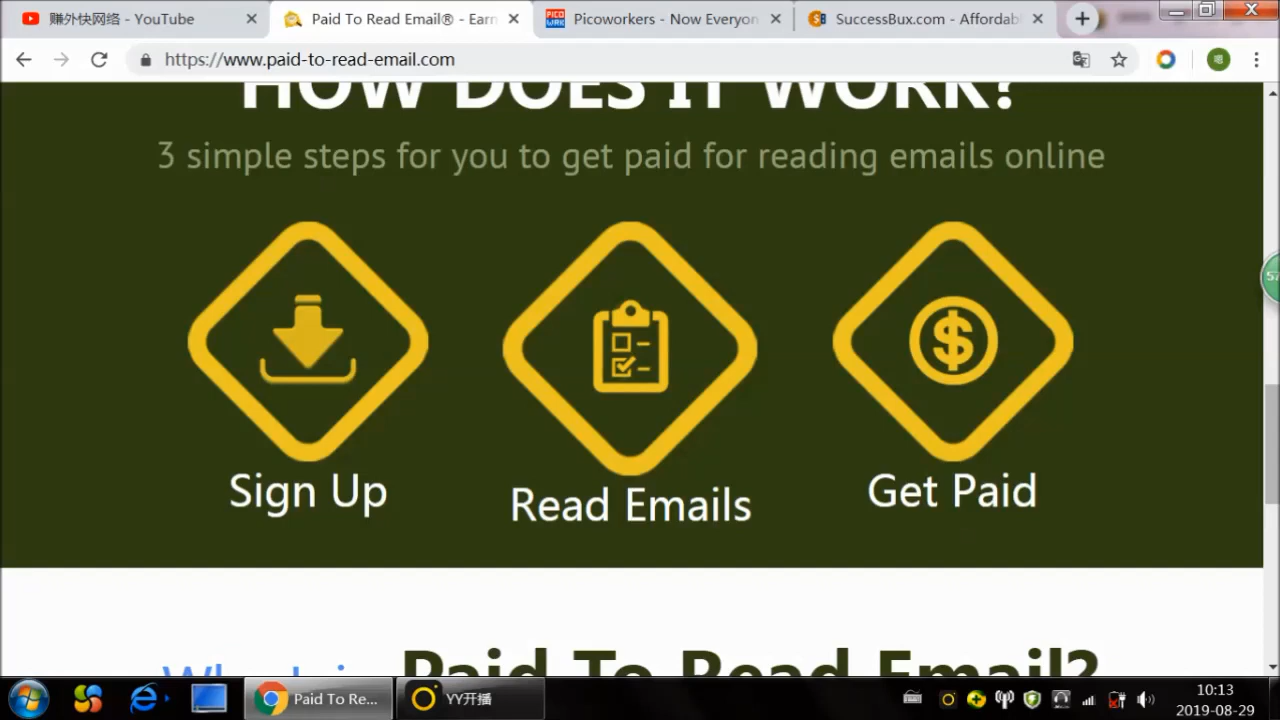 赚外快网络 - YouTube
Paid To Read Email® - Earn
Picoworkers - Now Everyon
SuccessBux.com - Affordab
https://www.paid-to-read-email.com
HOW DOES IT WORK?
3 simple steps for you to get paid for reading emails online
Sign Up
Read Emails
Get Paid
57
Why Join Paid To Read Email?
Paid To Re...
YY开播
10:13
2019-08-29